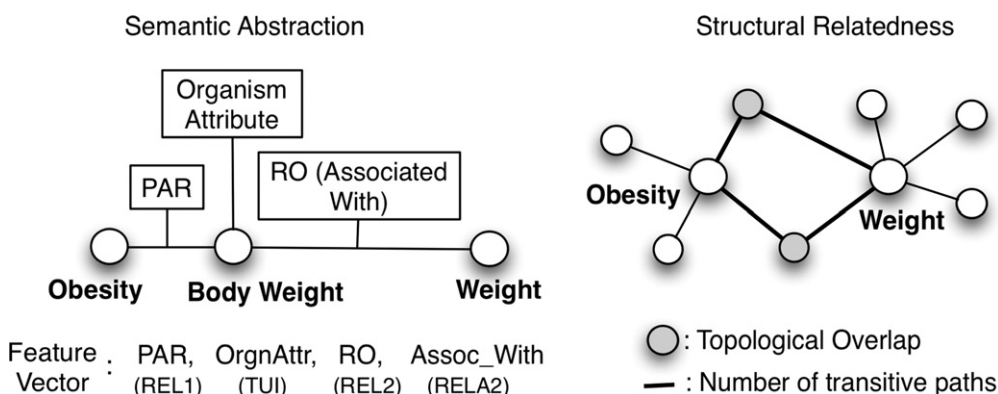 Semantic Abstraction
Organism
Attribute
PAR
RO (Associated
With)
Obesity
Body Weight
Weight
Feature
Vector
:
PAR, OrgnAttr, RO, Assoc_With
(REL1) (TUI) (REL2) (RELA2)
Structural Relatedness
Obesity
Weight
: Topological Overlap
: Number of transitive paths